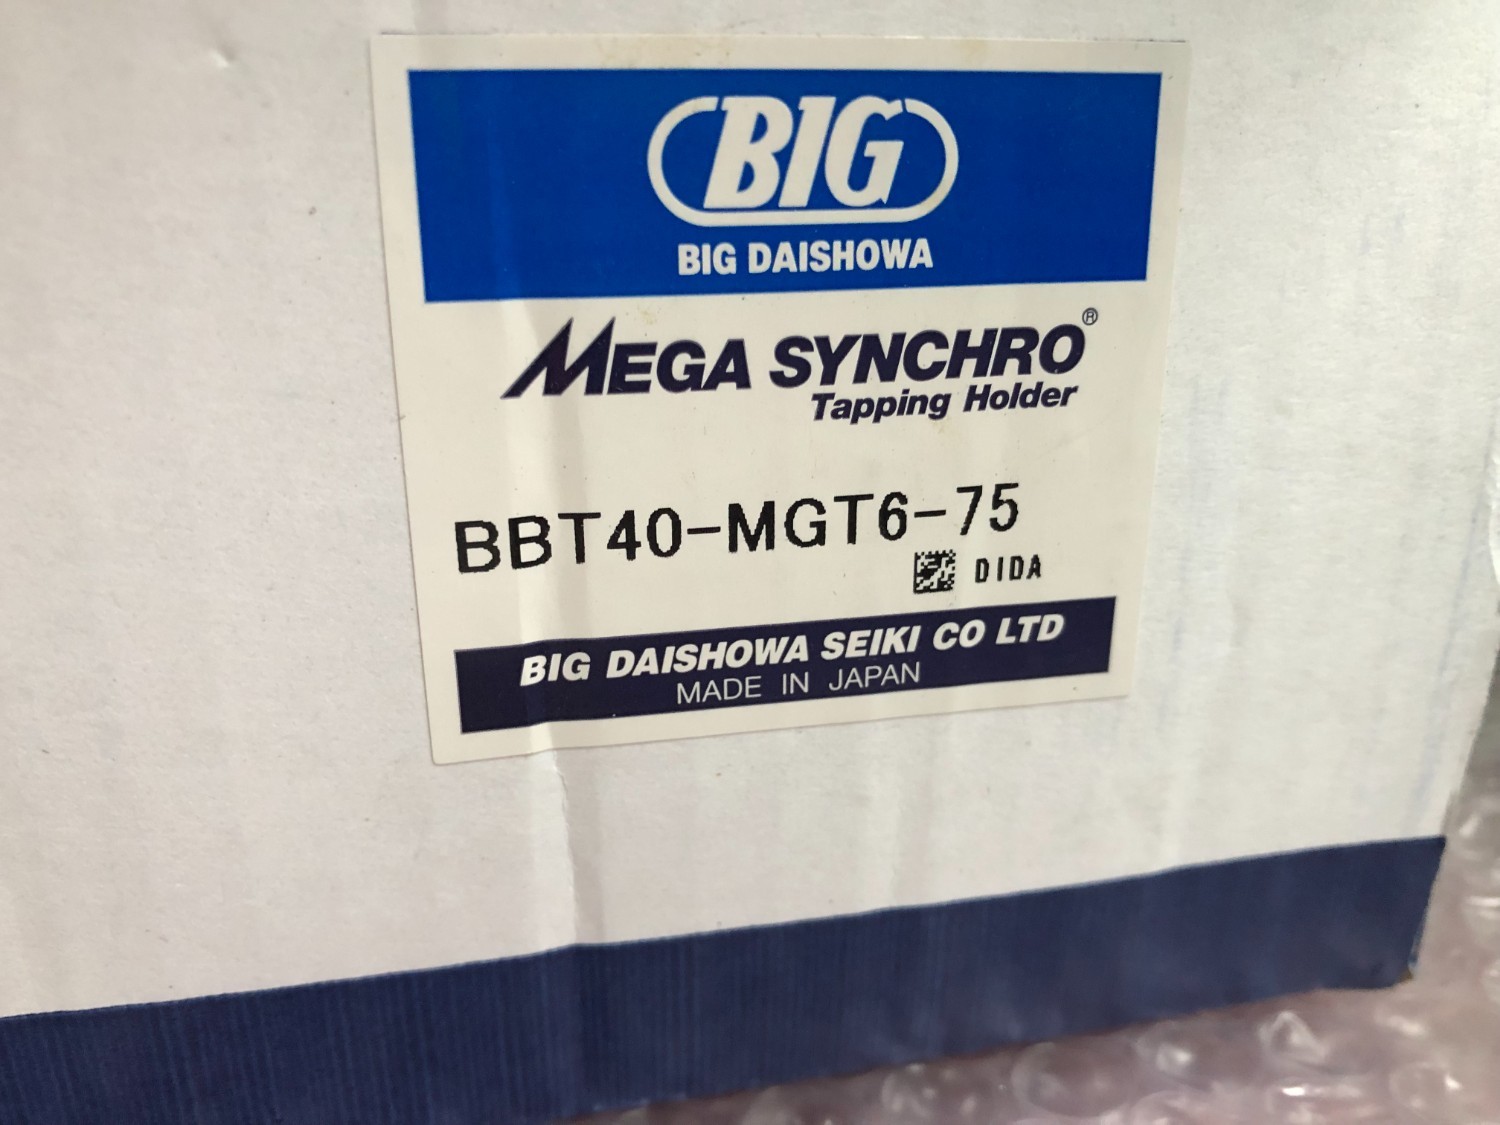 BIG
BIG DAISHOWA
MEGA SYNCHRO®
Tapping Holder
BBT40-MGT6-75
DIDA
BIG DAISHOWA SEIKI CO LTD
MADE IN JAPAN